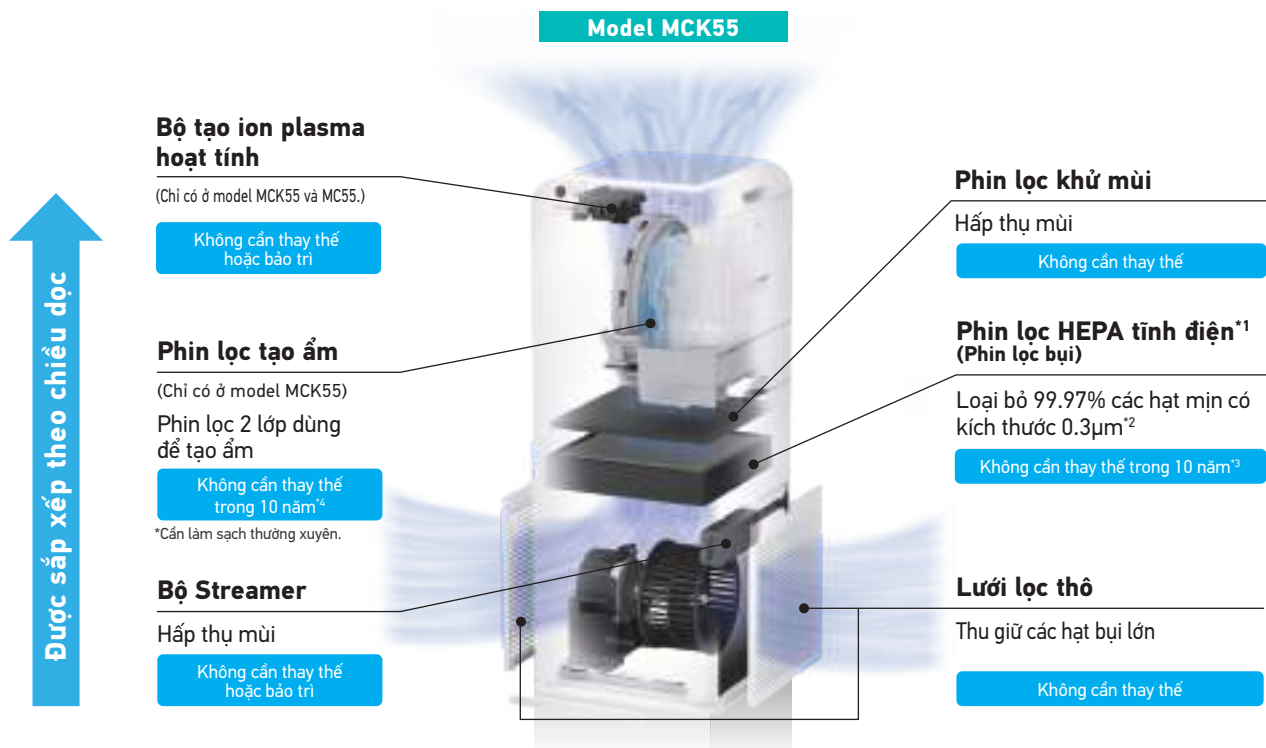 Model MCK55
Được sắp xếp theo chiều dọc
Bộ tạo ion plasma
hoạt tính
(Chỉ có ở model MCK55 và MC55.)
Không cần thay thế
hoặc bảo trì
Phin lọc tạo ẩm
(Chỉ có ở model MCK55)
Phin lọc 2 lớp dùng
để tạo ẩm
Không cần thay thế
trong 10 năm*4
*Cần làm sạch thường xuyên.
Bộ Streamer
Hấp thụ mùi
Không cần thay thế
hoặc bảo trì
Phin lọc khử mùi
Hấp thụ mùi
Không cần thay thế
Phin lọc HEPA tĩnh điện*1
(Phin lọc bụi)
Loại bỏ 99.97% các hạt mịn có
kích thước 0.3µm*2
Không cần thay thế trong 10 năm*3
Lưới lọc thô
Thu giữ các hạt bụi lớn
Không cần thay thế